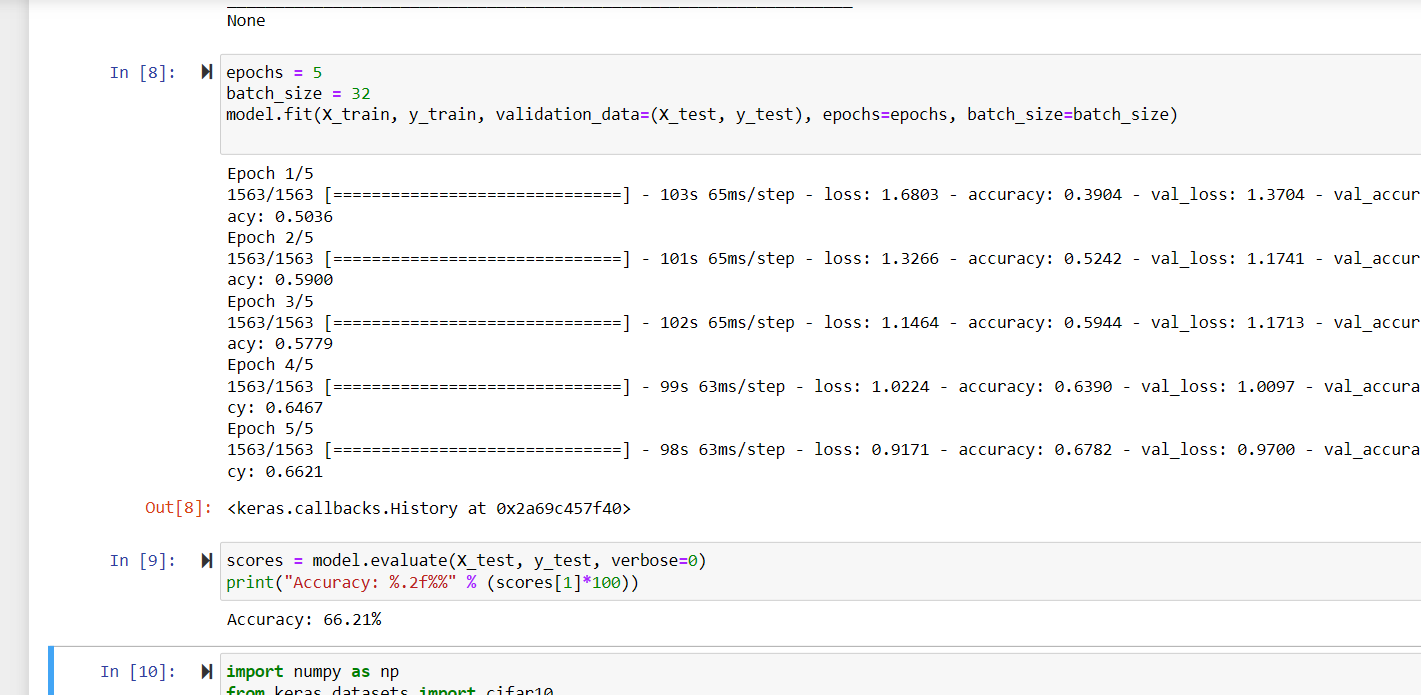 None
In [8]:
epochs = 5
batch_size = 32
model.fit(X_train, y_train, validation_data=(X_test, y_test), epochs=epochs, batch_size=batch_size)
Epoch 1/5
1563/1563 [==============================] - 103s 65ms/step - loss: 1.6803 - accuracy: 0.3904 - val_loss: 1.3704 - val_accur
acy: 0.5036
Epoch 2/5
1563/1563 [==============================] - 101s 65ms/step - loss: 1.3266 - accuracy: 0.5242 - val_loss: 1.1741 - val_accur
acy: 0.5900
Epoch 3/5
1563/1563 [==============================] - 102s 65ms/step - loss: 1.1464 - accuracy: 0.5944 - val_loss: 1.1713 - val_accur
acy: 0.5779
Epoch 4/5
1563/1563 [==============================] - 99s 63ms/step - loss: 1.0224 - accuracy: 0.6390 - val_loss: 1.0097 - val_accura
cy: 0.6467
Epoch 5/5
1563/1563 [==============================] - 98s 63ms/step - loss: 0.9171 - accuracy: 0.6782 - val_loss: 0.9700 - val_accura
cy: 0.6621
Out[8]: <keras.callbacks.History at 0x2a69c457f40>
In [9]:
scores = model.evaluate(X_test, y_test, verbose=0)
print("Accuracy: %.2f%%" % (scores[1]*100))
Accuracy: 66.21%
In [10]:
import numpy as np
from keras.datasets import cifar10